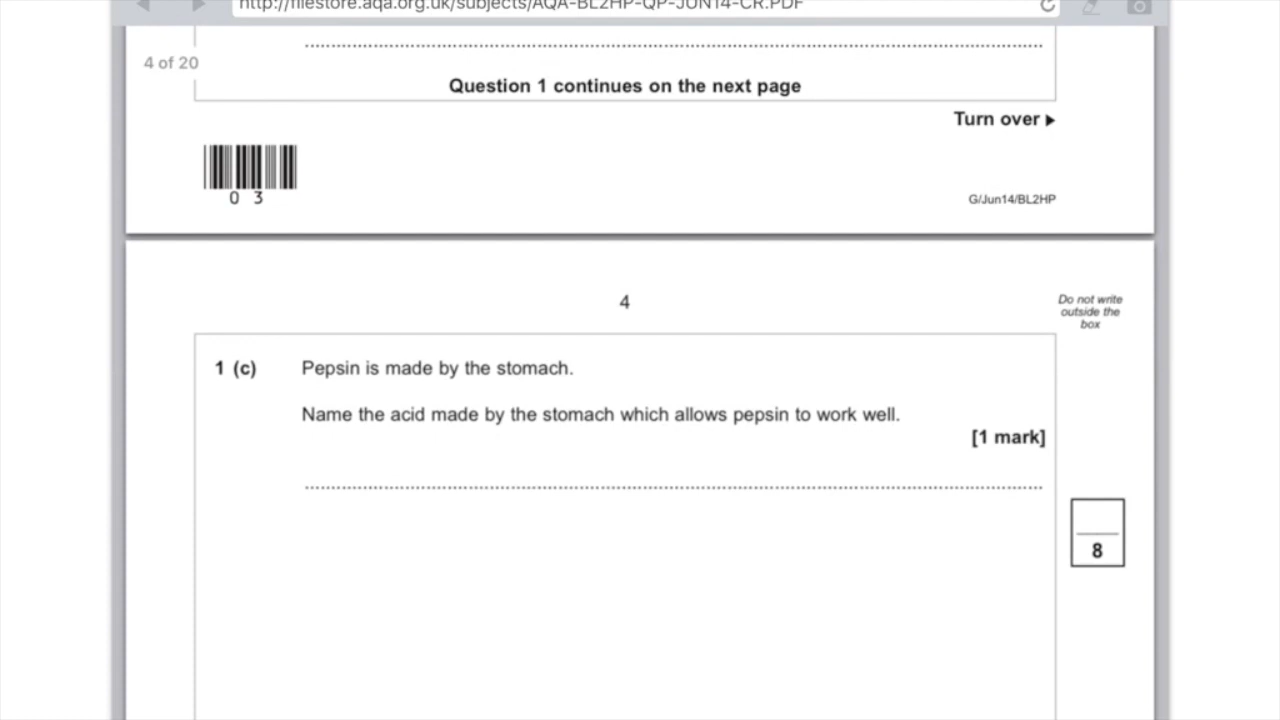 http://filestore.aqa.org.uk/subjects/AQA-BL2HP-QP-JUN14-CR.PDF
4 of 20
Question 1 continues on the next page
Turn over
0 3
G/Jun14/BL2HP
4
Do not write
outside the
box
1 (c) Pepsin is made by the stomach.
Name the acid made by the stomach which allows pepsin to work well.
[1 mark]
8